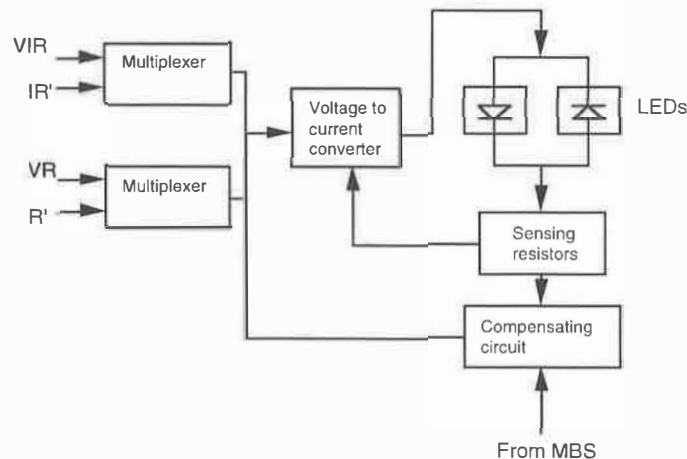 VIR
IR'
Multiplexer
VR
R'
Multiplexer
Voltage to
current
converter
LEDs
Sensing
resistors
Compensating
circuit
From MBS